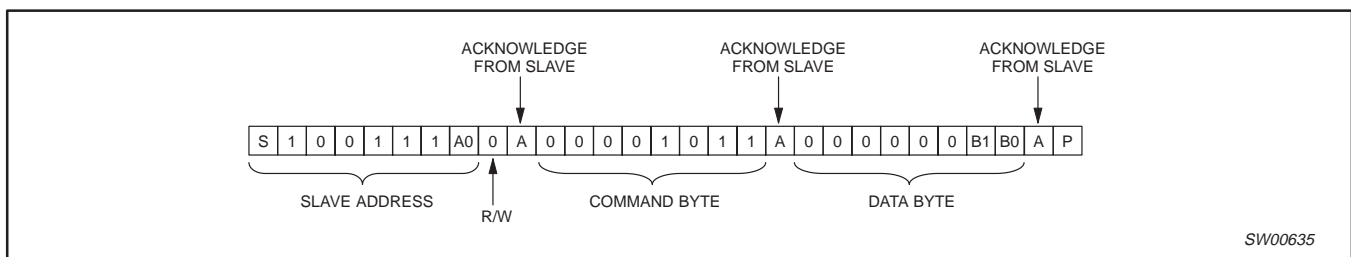 ACKNOWLEDGE FROM SLAVE
ACKNOWLEDGE FROM SLAVE
ACKNOWLEDGE FROM SLAVE
S 1 0 0 1 1 1 A0 0 A 0 0 0 0 1 0 1 1 A 0 0 0 0 0 0 B1 B0 A P
SLAVE ADDRESS
R/W
COMMAND BYTE
DATA BYTE
SW00635